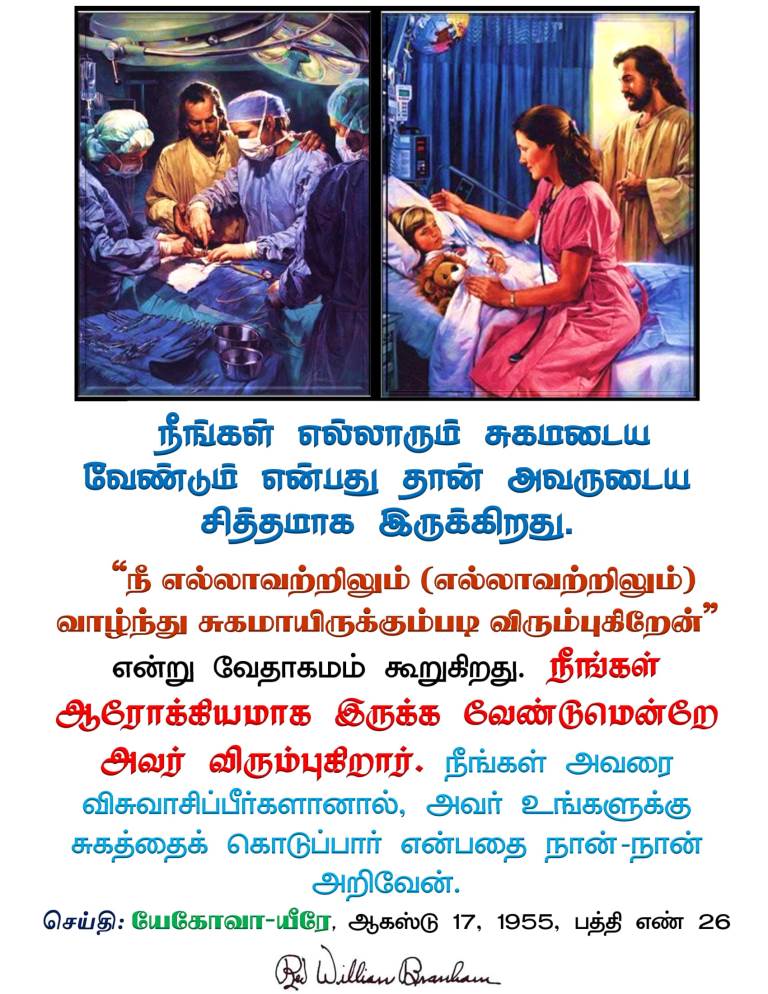 நீங்கள் எல்லாரும் சுகமடைய
வேண்டும் என்பது தான் அவருடைய
சித்தமாக இருக்கிறது.
“நீ எல்லாவற்றிலும் (எல்லாவற்றிலும்)
வாழ்ந்து சுகமாயிருக்கும்படி விரும்புகிறேன்”
என்று வேதாகமம் கூறுகிறது. நீங்கள்
ஆரோக்கியமாக இருக்க வேண்டுமென்றே
அவர் விரும்புகிறார். நீங்கள் அவரை
விசுவாசிப்பீர்களானால், அவர் உங்களுக்கு
சுகத்தைக் கொடுப்பார் என்பதை நான்-நான்
அறிவேன்.
செய்தி: யேகோவா-யீரே, ஆகஸ்டு 17, 1955, பத்தி எண் 26
William Branham